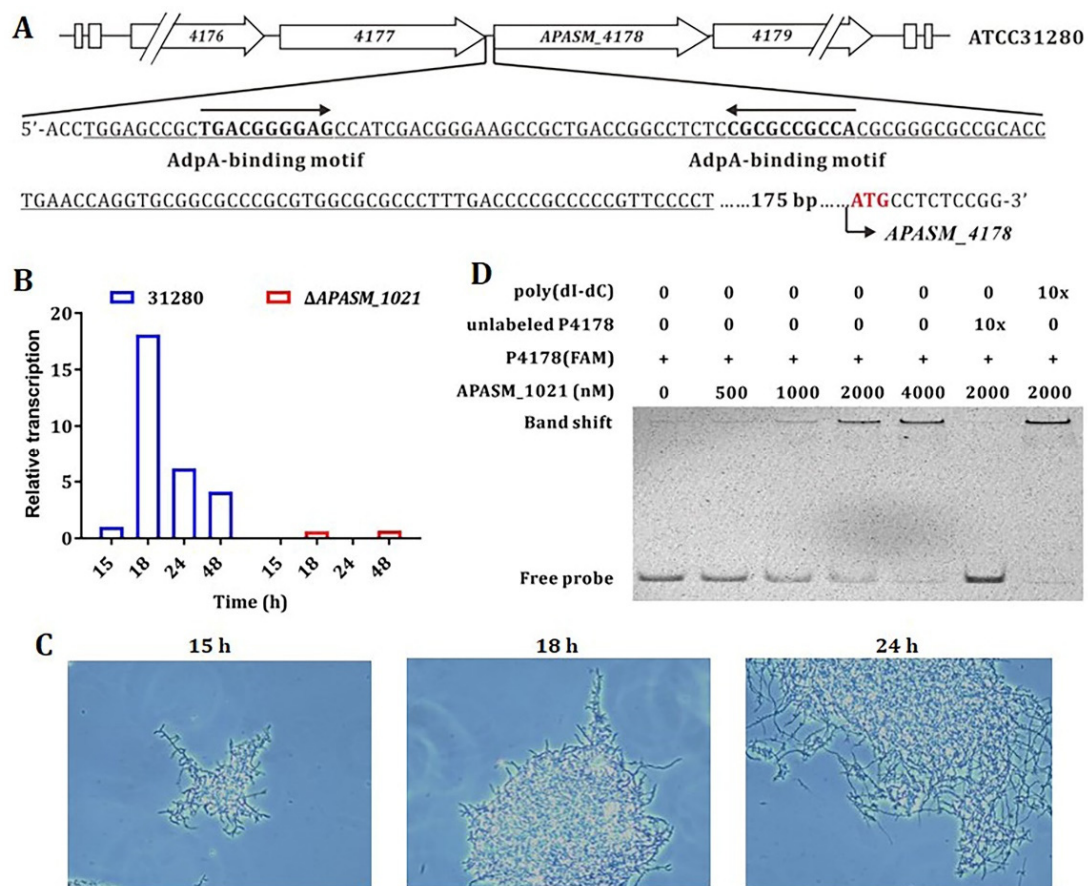 A
4176
4177
APASM_4178
4179
ATCC31280
5'-ACCTGGAGCCGCTGACGGGGAGCCATCGACGGGAAGCCGCTGACCGGCCTCTCCGCGCCGCCACGCGGGCGCCGCACC
AdpA-binding motif AdpA-binding motif
TGAACCAGGTGCGGCGCCCGCGTGGCGCGCCCTTTGACCCCGCCCCCGTTCCCCT ......175 bp......ATGCCTCTCCGG-3'
APASM_4178
B
31280 ΔAPASM_1021
Relative transcription
20
15
10
5
0
15 18 24 48 15 18 24 48
Time (h)
D
poly(dI-dC) 0 0 0 0 0 0 10x
unlabeled P4178 0 0 0 0 0 10x 0
P4178(FAM) + + + + + + +
APASM_1021 (nM) 0 500 1000 2000 4000 2000 2000
Band shift
Free probe
C
15 h 18 h 24 h